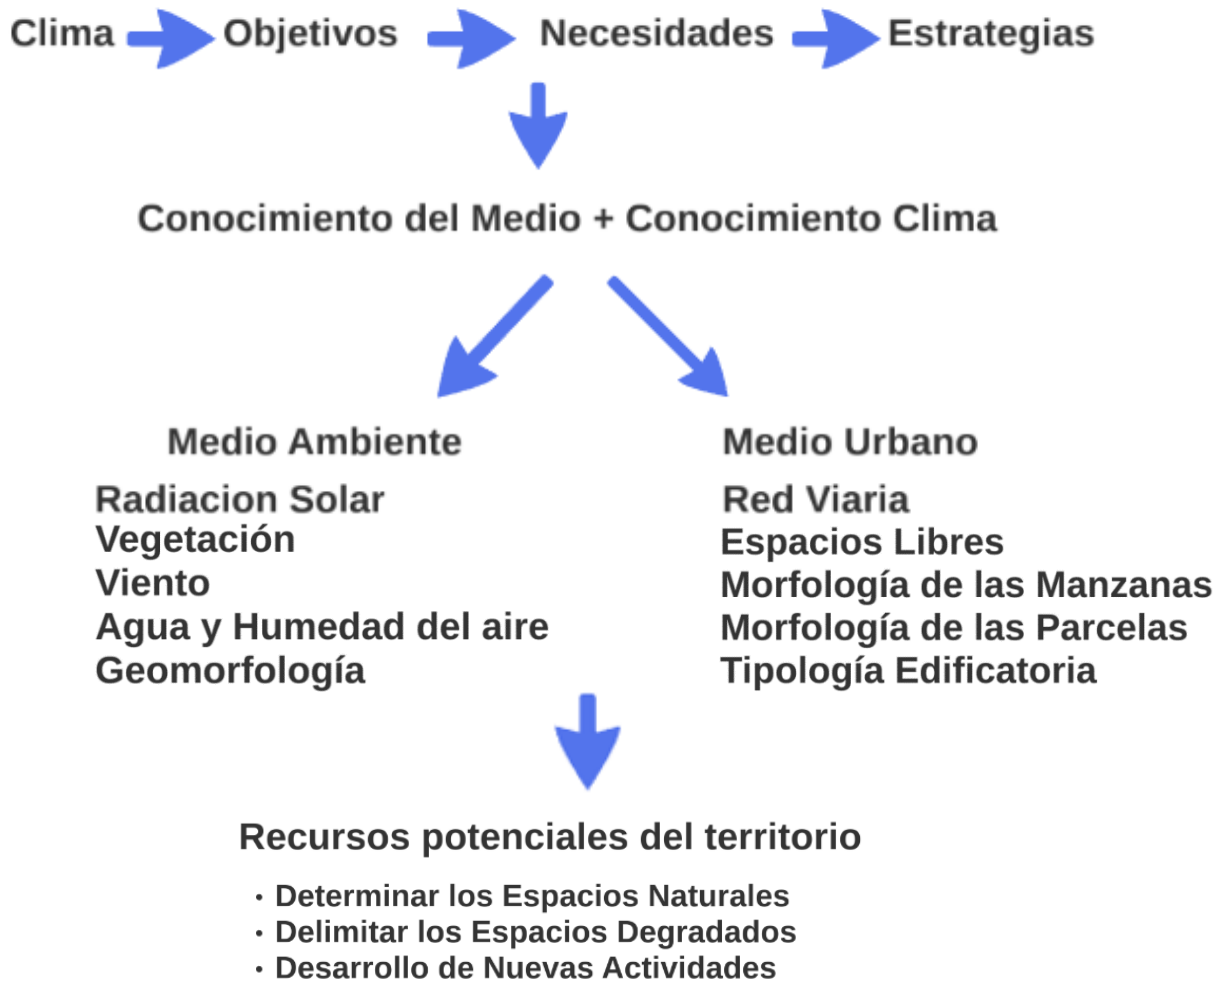 Clima Objetivos Necesidades Estrategias
Conocimiento del Medio + Conocimiento Clima
Medio Ambiente
Radiacion Solar
Vegetación
Viento
Agua y Humedad del aire
Geomorfología
Medio Urbano
Red Viaria
Espacios Libres
Morfología de las Manzanas
Morfología de las Parcelas
Tipología Edificatoria
Recursos potenciales del territorio
· Determinar los Espacios Naturales
· Delimitar los Espacios Degradados
· Desarrollo de Nuevas Actividades